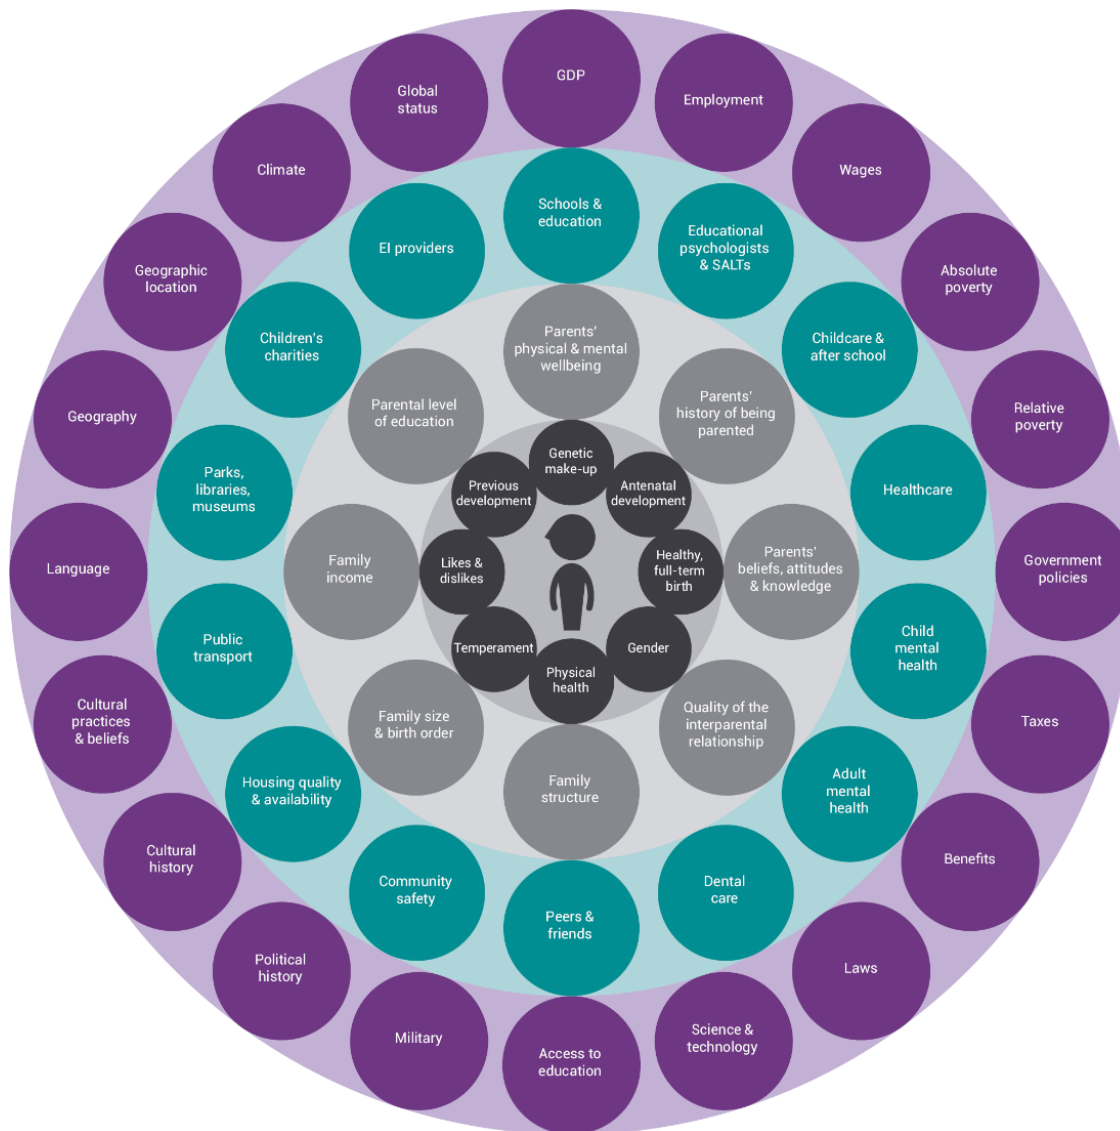 GDP
Employment
Wages
Absolute
poverty
Relative
poverty
Government
policies
Taxes
Benefits
Laws
Science &
technology
Access to
education
Military
Political
history
Cultural
history
Cultural
practices
& beliefs
Language
Geography
Geographic
location
Climate
Global
status
Schools &
education
Educational
psychologists
& SALTs
Childcare &
after school
Healthcare
Child
mental
health
Adult
mental
health
Dental
care
Peers &
friends
Community
safety
Housing quality
& availability
Public
transport
Parks,
libraries,
museums
Children's
charities
EI providers
Parents'
physical & mental
wellbeing
Parents'
history of being
parented
Parents'
beliefs, attitudes
& knowledge
Quality of the
interparental
relationship
Family
structure
Family size
& birth order
Family
income
Parental level
of education
Genetic
make-up
Antenatal
development
Healthy,
full-term
birth
Gender
Physical
health
Temperament
Likes &
dislikes
Previous
development